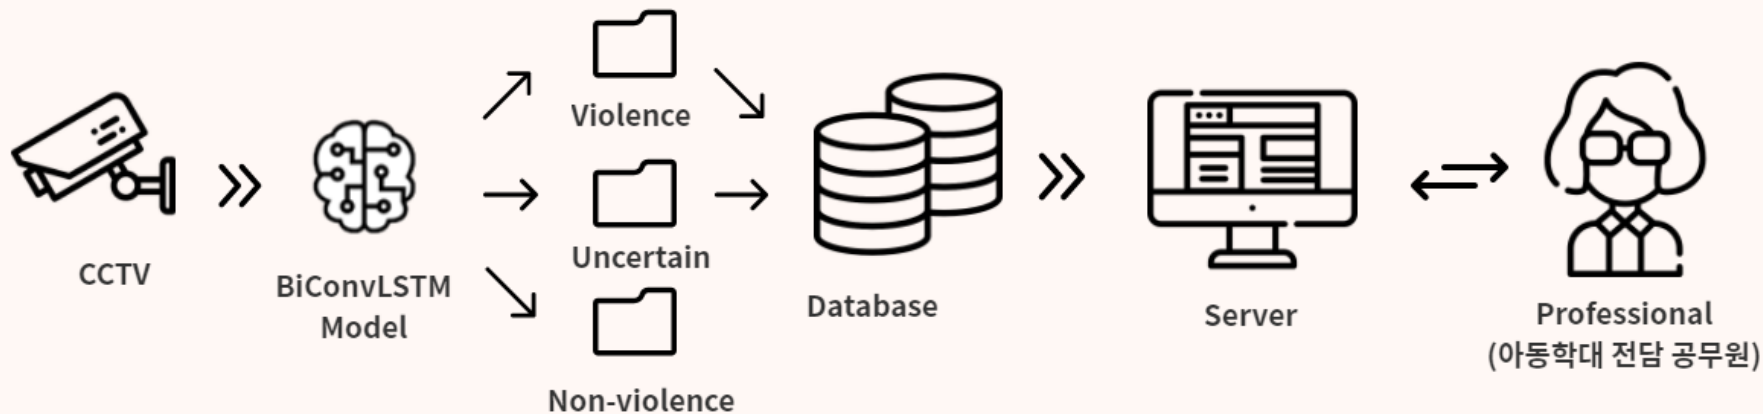 CCTV
BiConvLSTM
Model
Violence
Uncertain
Non-violence
Database
Server
Professional
(아동학대 전담 공무원)